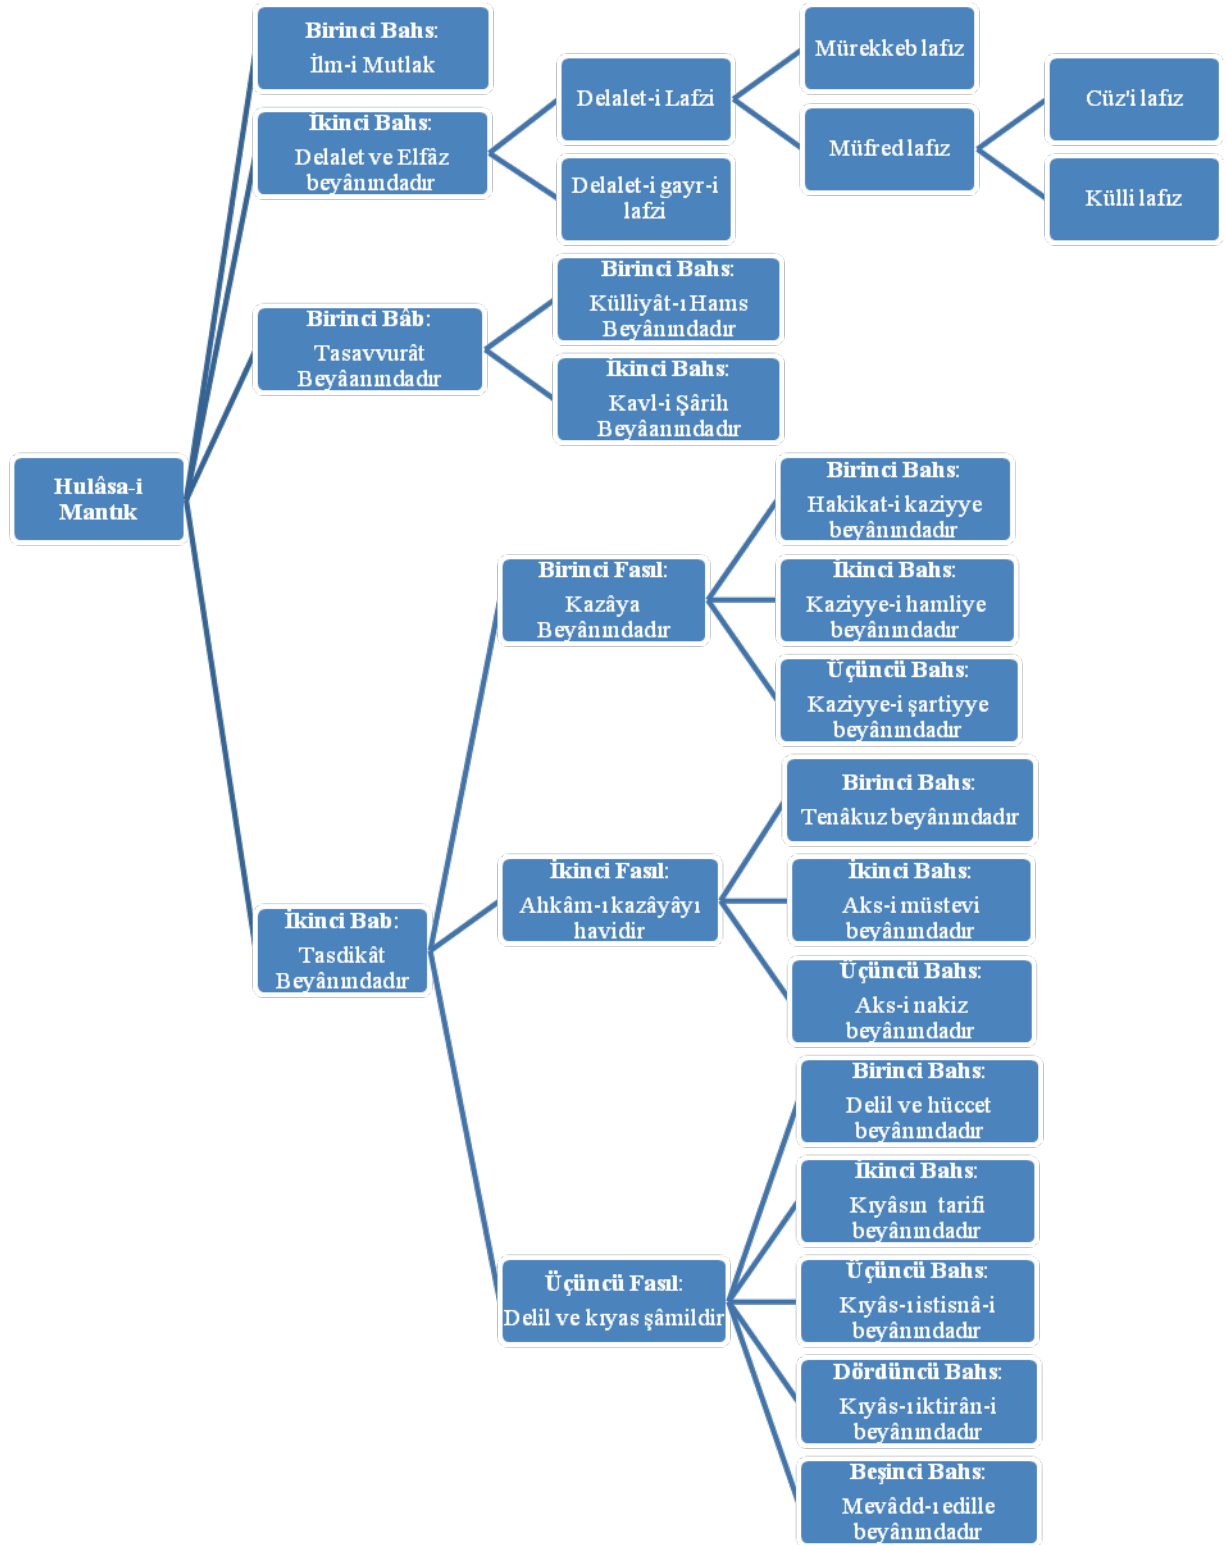 Hulâsa-i
Mantık
Birinci Bahs:
İlm-i Mutlak
İkinci Bahs:
Delalet ve Elfâz
beyânındadır
Delalet-i Lafzi
Mürekkeb lafız
Müfred lafız
Cüz'i lafız
Külli lafız
Delalet-i gayr-i
lafzi
Birinci Bâb:
Tasavvurât
Beyâanındadır
Birinci Bahs:
Külliyât-ı Hams
Beyânındadır
İkinci Bahs:
Kavl-i Şârih
Beyâanındadır
İkinci Bab:
Tasdikât
Beyânındadır
Birinci Fasıl:
Kazâya
Beyânındadır
Birinci Bahs:
Hakikat-i kaziyye
beyânındadır
İkinci Bahs:
Kaziyye-i hamliye
beyânındadır
Üçüncü Bahs:
Kaziyye-i şartiyye
beyânındadır
İkinci Fasıl:
Ahkâm-ı kazâyâyı
havidir
Birinci Bahs:
Tenâkuz beyânındadır
İkinci Bahs:
Aks-i müstevi
beyânındadır
Üçüncü Bahs:
Aks-i nakiz
beyânındadır
Üçüncü Fasıl:
Delil ve kıyas şâmildir
Birinci Bahs:
Delil ve hüccet
beyânındadır
İkinci Bahs:
Kıyâsın tarifi
beyânındadır
Üçüncü Bahs:
Kıyâs-ı istisnâ-i
beyânındadır
Dördüncü Bahs:
Kıyâs-ı iktirân-i
beyânındadır
Beşinci Bahs:
Mevâdd-ı edille
beyânındadır